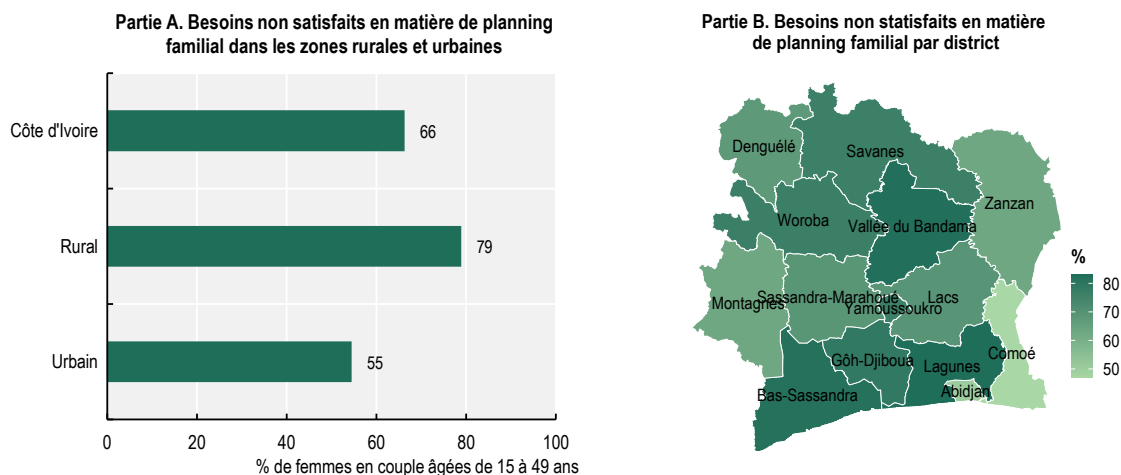 Partie A. Besoins non satisfaits en matière de planning
familial dans les zones rurales et urbaines
Côte d'Ivoire
66
Rural
79
Urbain
55
0 20 40 60 80 100
% de femmes en couple âgées de 15 à 49 ans
Partie B. Besoins non statisfaits en matière
de planning familial par district
Denguélé
Savanes
Zanzan
Woroba
Vallée du Bandama
Montagnes
Sassandra-Marahoué
Lacs
Yamoussoukro
Gôh-Djiboua
Lagunes
Cômoé
Bas-Sassandra
Abidjan
%
80
70
60
50